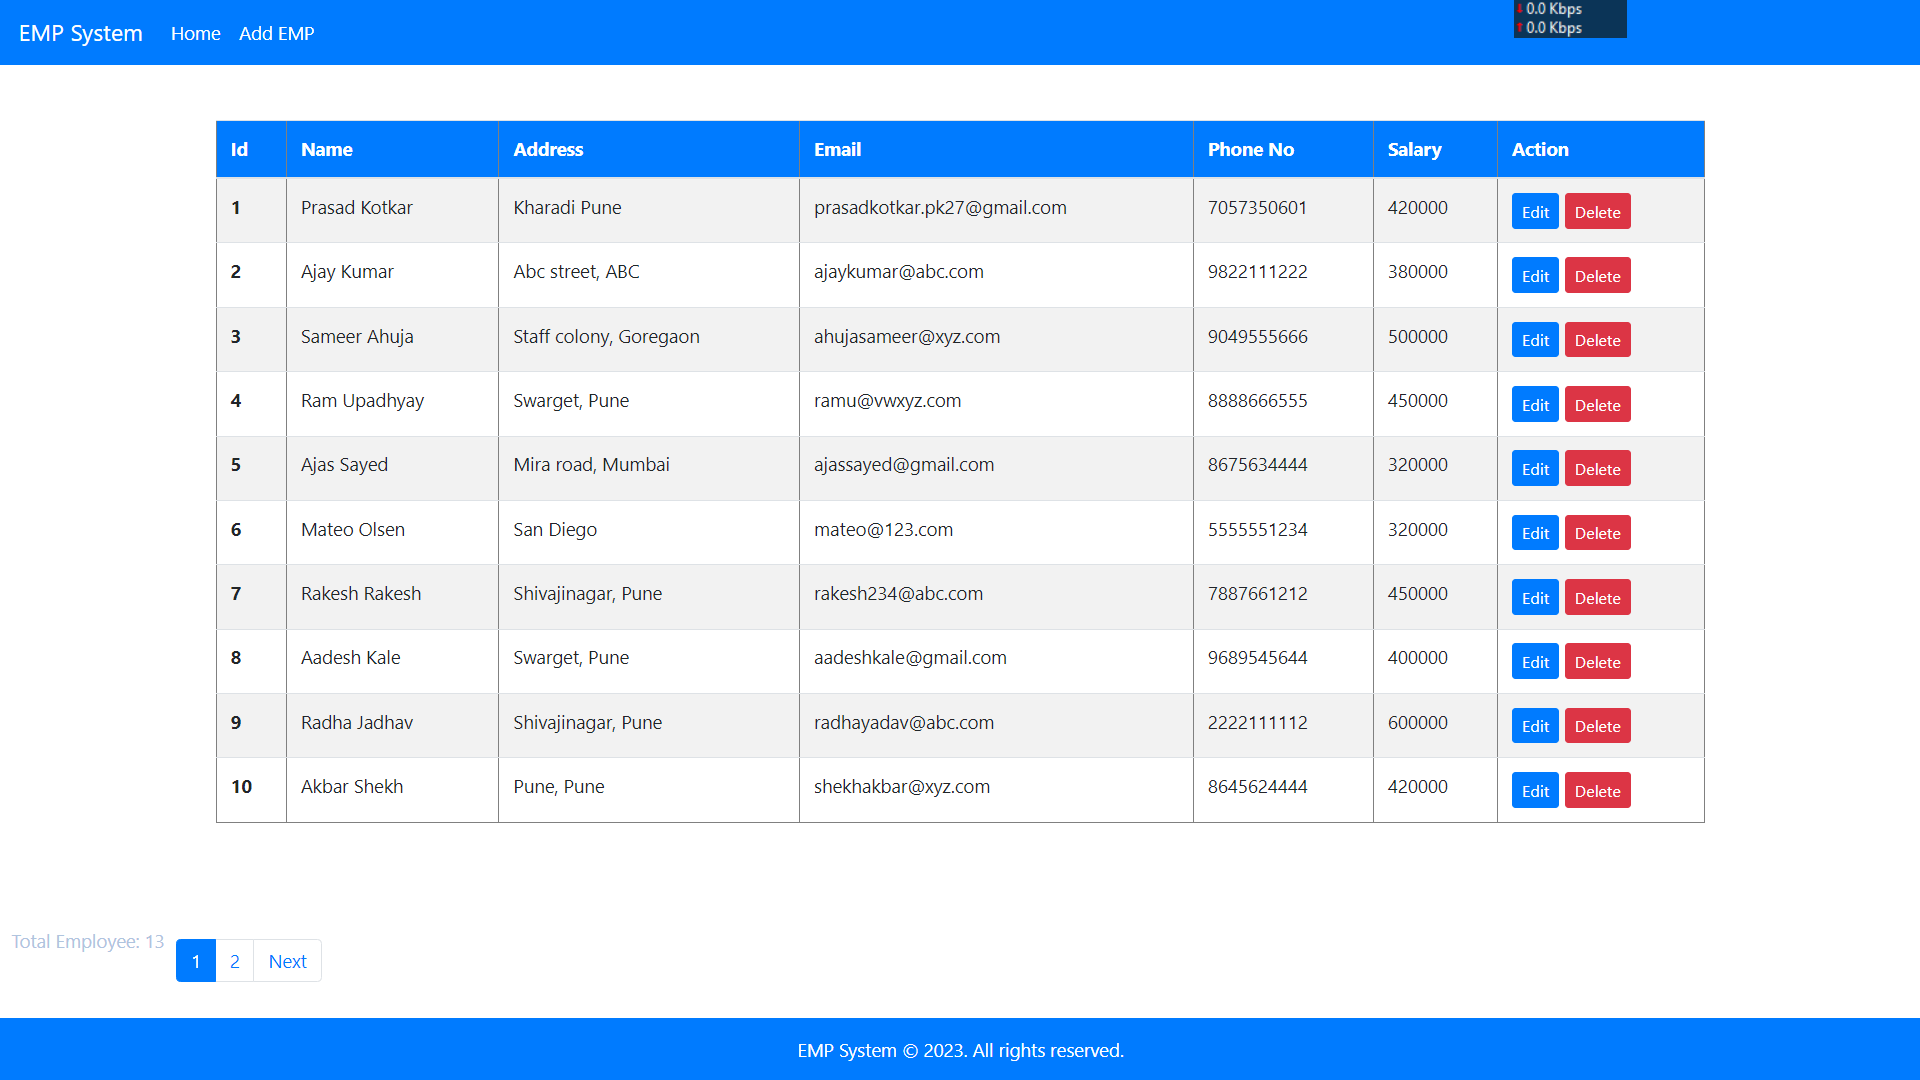 EMP System Home Add EMP
0.0 Kbps
0.0 Kbps
Id Name Address Email Phone No Salary Action
1 Prasad Kotkar Kharadi Pune prasadkotkar.pk27@gmail.com 7057350601 420000 Edit Delete
2 Ajay Kumar Abc street, ABC ajaykumar@abc.com 9822111222 380000 Edit Delete
3 Sameer Ahuja Staff colony, Goregaon ahujasameer@xyz.com 9049555666 500000 Edit Delete
4 Ram Upadhyay Swarget, Pune ramu@vwxyz.com 8888666555 450000 Edit Delete
5 Ajas Sayed Mira road, Mumbai ajassayed@gmail.com 8675634444 320000 Edit Delete
6 Mateo Olsen San Diego mateo@123.com 5555551234 320000 Edit Delete
7 Rakesh Rakesh Shivajinagar, Pune rakesh234@abc.com 7887661212 450000 Edit Delete
8 Aadesh Kale Swarget, Pune aadeshkale@gmail.com 9689545644 400000 Edit Delete
9 Radha Jadhav Shivajinagar, Pune radhayadav@abc.com 2222111112 600000 Edit Delete
10 Akbar Shekh Pune, Pune shekhakbar@xyz.com 8645624444 420000 Edit Delete
Total Employee: 13
1 2 Next
EMP System © 2023. All rights reserved.